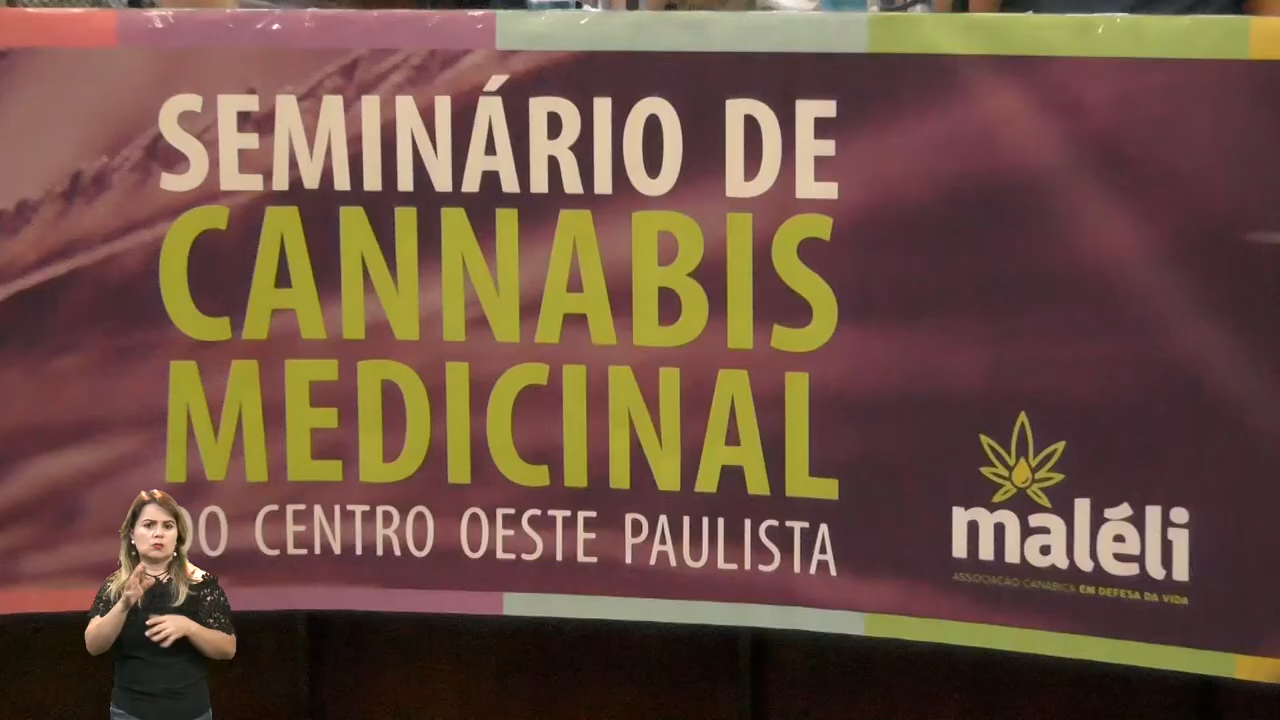 SEMINÁRIO DE
CANNABIS
MEDICINAL
DO CENTRO OESTE PAULISTA
maléli
ASSOCIAÇÃO CANÁBICA EM DEFESA DA VIDA